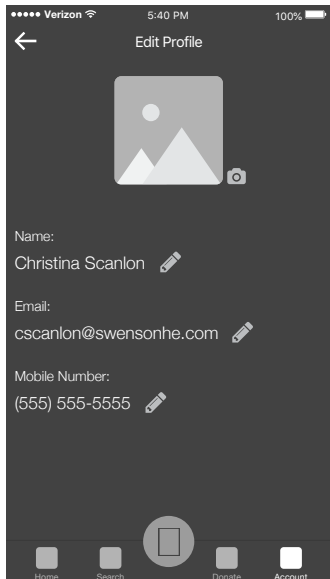 Verizon 5:40 PM 100%
Edit Profile
Name:
Christina Scanlon
Email:
cscanlon@swensonhe.com
Mobile Number:
(555) 555-5555
Home Search Donate Account